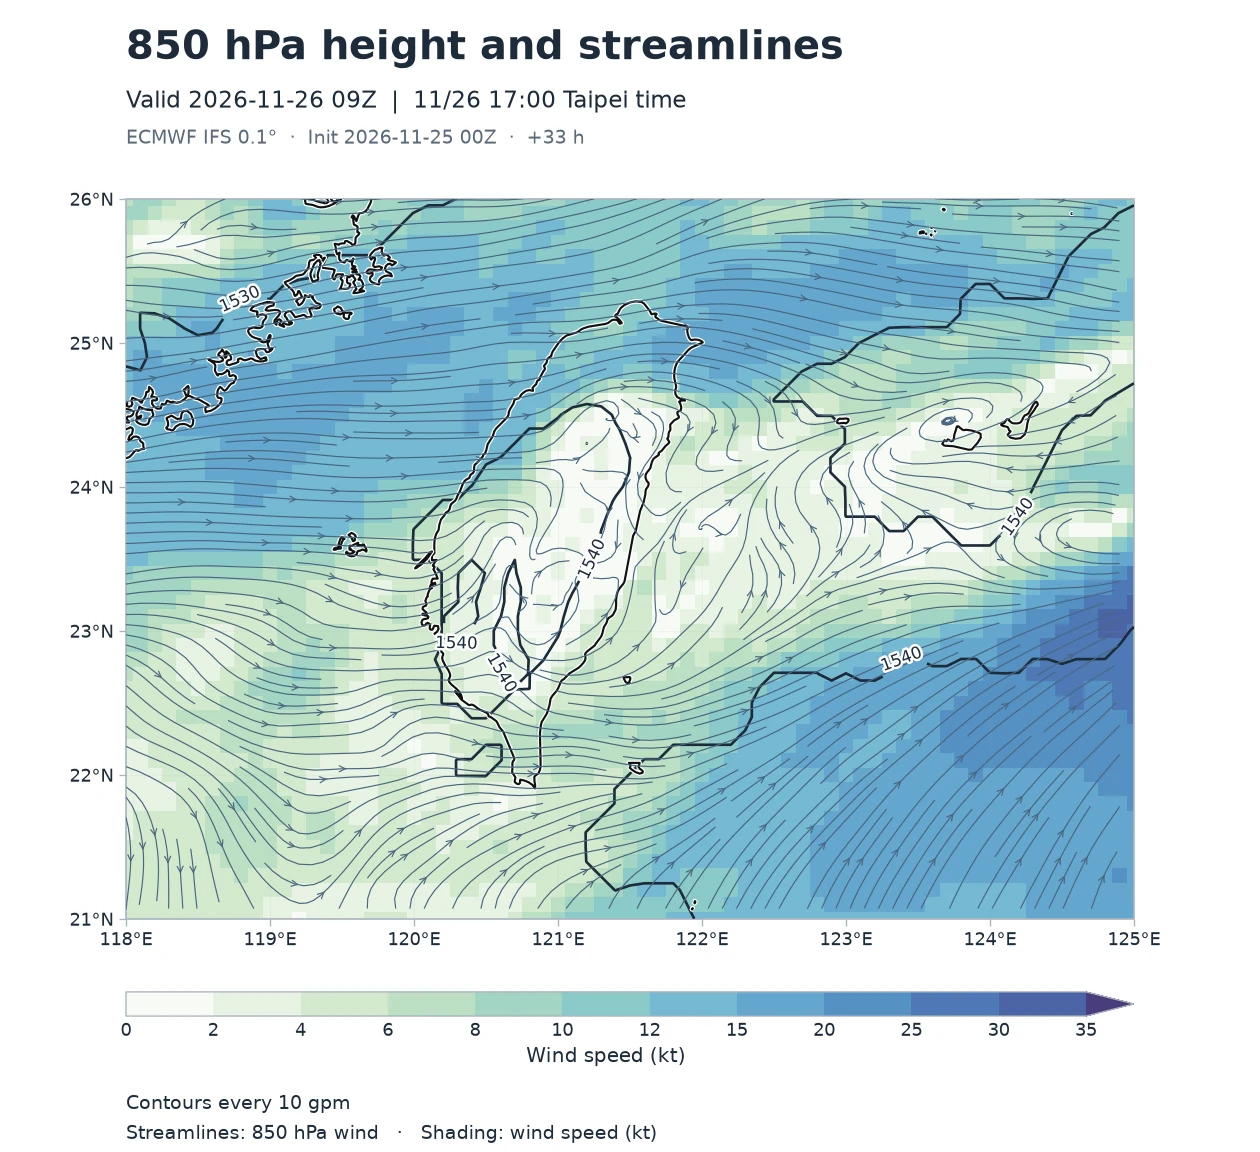 850 hPa height and streamlines
Valid 2026-11-26 09Z | 11/26 17:00 Taipei time
ECMWF IFS 0.1° · Init 2026-11-25 00Z · +33 h
26°N
25°N
24°N
23°N
22°N
21°N
1530
1540
1540
1540
1540
1540
118°E 119°E 120°E 121°E 122°E 123°E 124°E 125°E
0 2 4 6 8 10 12 15 20 25 30 35
Wind speed (kt)
Contours every 10 gpm
Streamlines: 850 hPa wind · Shading: wind speed (kt)